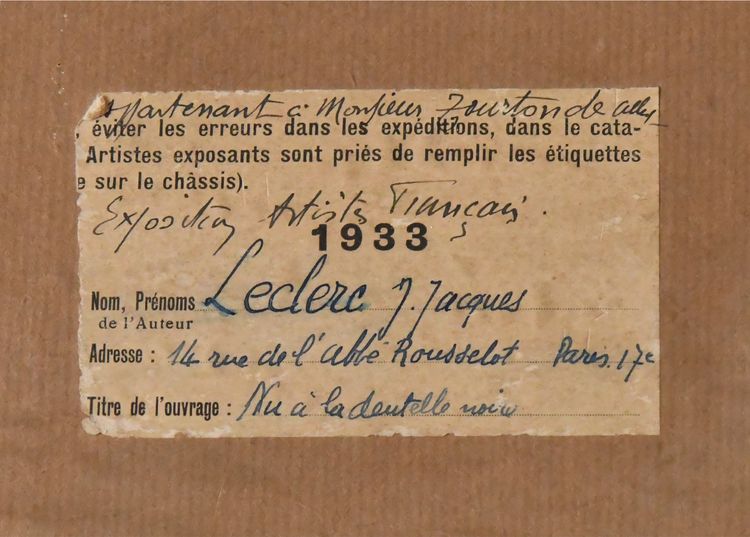 appartenant à Monsieur
, éviter les erreurs dans les expéditions, dans le cata-
Artistes exposants sont priés de remplir les étiquettes
e sur le châssis).
Exposition Artistes Français.
1933
Nom, Prénoms Leclerc J. Jacques
de l'Auteur
Adresse : 14 rue de l'abbé Rousselot Paris. 17e
Titre de l'ouvrage : Nu à la dentelle noire